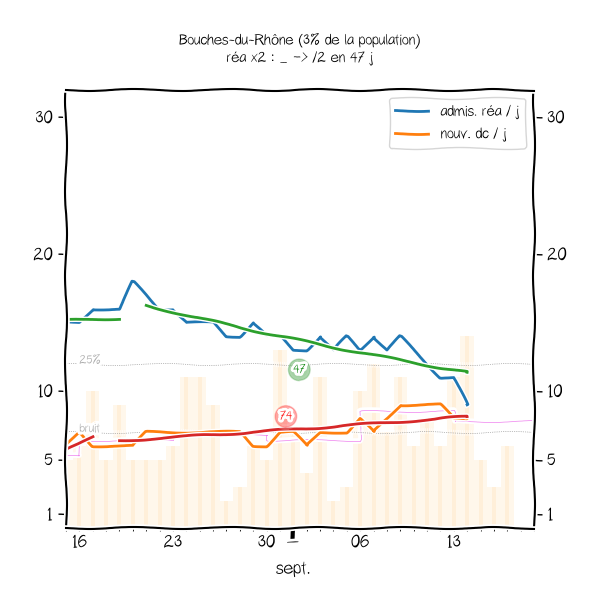 Bouches-du-Rhône (3% de la population)
réa x2 : _ -> /2 en 47 j
admis. réa / j
nouv. dc / j
30 30
20 20
25%
47
10 10
74
bruit
5 5
1 1
16 23 30 06 13
sept.